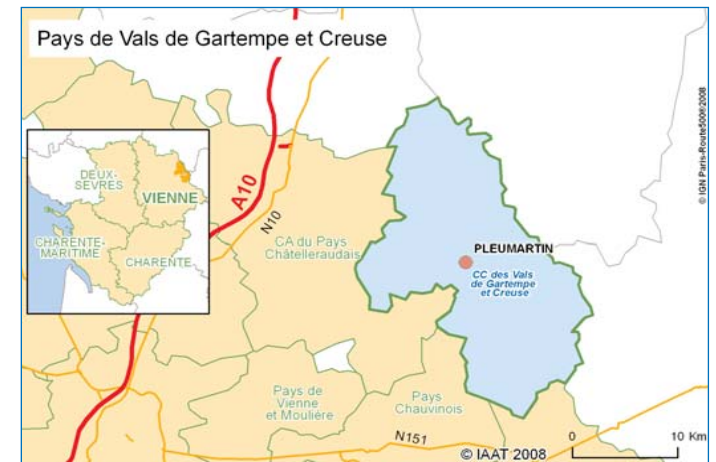 Pays de Vals de Gartempe et Creuse
© IGN Paris-Route500®2008
DEUX-
SEVRES
VIENNE
CHARENTE-
MARITIME
CHARENTE
A10
N10
CA du Pays
Châtelleraudais
PLEUMARTIN
CC des Vals
de Gartempe
et Creuse
Pays de
Vienne
et Moulière
Pays
Chauvinois
N151
© IAAT 2008
0 10 Km